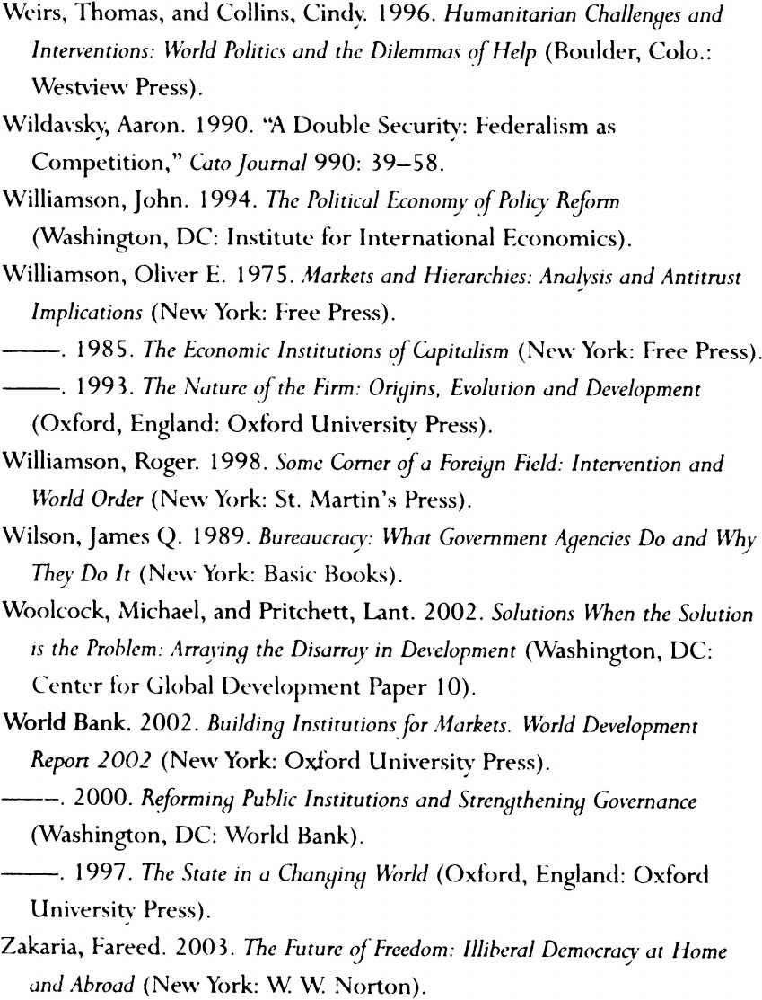 Weirs, Thomas, and Collins, Cindy. 1996. Humanitarian Challenges and
Interventions: World Politics and the Dilemmas of Help (Boulder, Colo.:
Westview Press).
Wildavsky, Aaron. 1990. “A Double Security: Federalism as
Competition,” Cato Journal 990: 39–58.
Williamson, John. 1994. The Political Economy of Policy Reform
(Washington, DC: Institute for International Economics).
Williamson, Oliver E. 1975. Markets and Hierarchies: Analysis and Antitrust
Implications (New York: Free Press).
———. 1985. The Economic Institutions of Capitalism (New York: Free Press).
———. 1993. The Nature of the Firm: Origins, Evolution and Development
(Oxford, England: Oxford University Press).
Williamson, Roger. 1998. Some Corner of a Foreign Field: Intervention and
World Order (New York: St. Martin’s Press).
Wilson, James Q. 1989. Bureaucracy: What Government Agencies Do and Why
They Do It (New York: Basic Books).
Woolcock, Michael, and Pritchett, Lant. 2002. Solutions When the Solution
is the Problem: Arraying the Disarray in Development (Washington, DC:
Center for Global Development Paper 10).
World Bank. 2002. Building Institutions for Markets. World Development
Report 2002 (New York: Oxford University Press).
———. 2000. Reforming Public Institutions and Strengthening Governance
(Washington, DC: World Bank).
———. 1997. The State in a Changing World (Oxford, England: Oxford
University Press).
Zakaria, Fareed. 2003. The Future of Freedom: Illiberal Democracy at Home
and Abroad (New York: W. W. Norton).